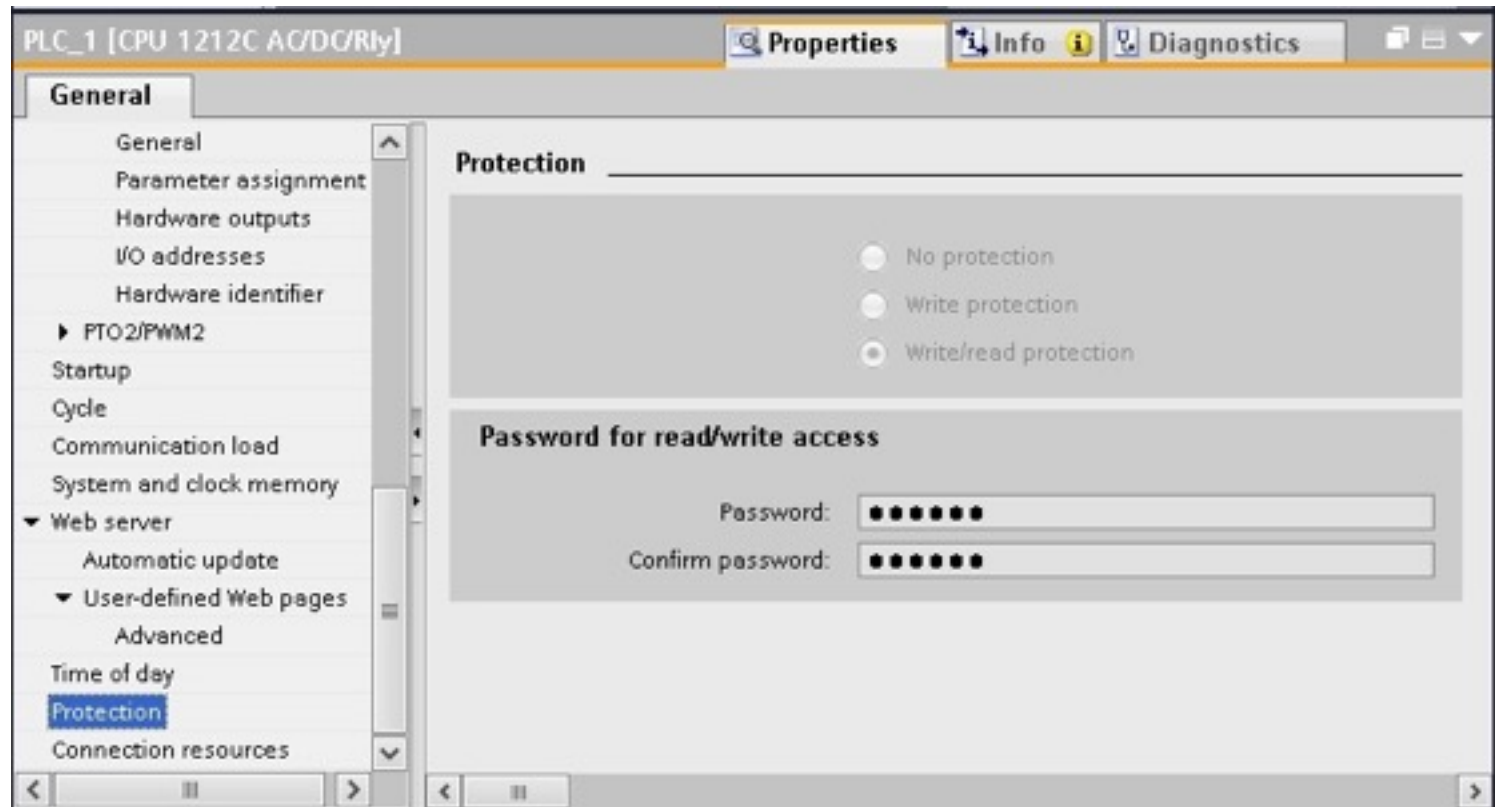 PLC_1 [CPU 1212C AC/DC/Rly]
Properties
Info
Diagnostics
General
General
Parameter assignment
Hardware outputs
I/O addresses
Hardware identifier
PTO2/PWM2
Startup
Cycle
Communication load
System and clock memory
Web server
Automatic update
User-defined Web pages
Advanced
Time of day
Protection
Connection resources
Protection
No protection
Write protection
Write/read protection
Password for read/write access
Password: ●●●●●●
Confirm password: ●●●●●●